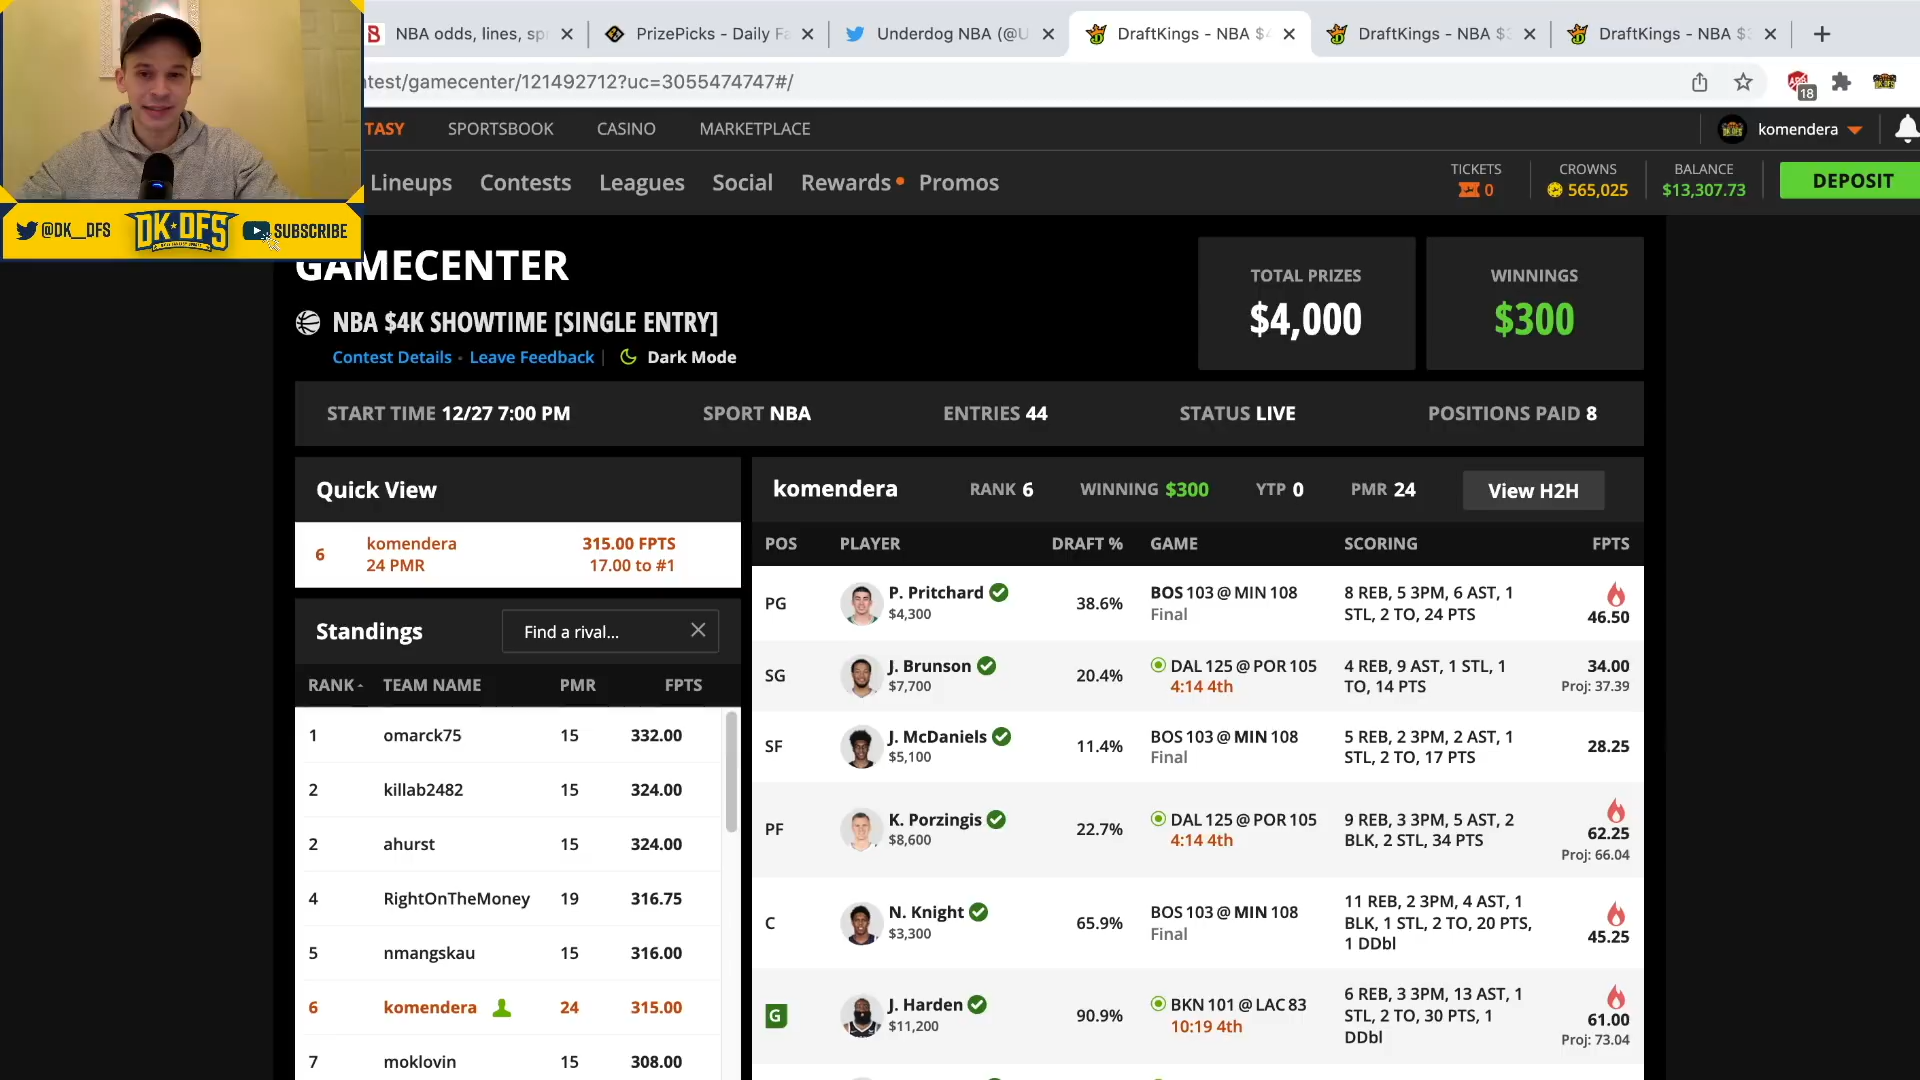 NBA odds, lines, sp
PrizePicks - Daily Fa
Underdog NBA (@U
DraftKings - NBA $4
DraftKings - NBA $
DraftKings - NBA $
test/gamecenter/121492712?uc=3055474747#/
18
TASY
SPORTSBOOK
CASINO
MARKETPLACE
komendera
Lineups
Contests
Leagues
Social
Rewards
Promos
TICKETS
0
CROWNS
565,025
BALANCE
$13,307.73
DEPOSIT
@DK__DFS
DK DFS
SUBSCRIBE
GAMECENTER
NBA $4K SHOWTIME [SINGLE ENTRY]
Contest Details - Leave Feedback | Dark Mode
TOTAL PRIZES
$4,000
WINNINGS
$300
START TIME 12/27 7:00 PM
SPORT NBA
ENTRIES 44
STATUS LIVE
POSITIONS PAID 8
Quick View
6
komendera
24 PMR
315.00 FPTS
17.00 to #1
Standings
Find a rival...
RANK TEAM NAME PMR FPTS
1 omarck75 15 332.00
2 killab2482 15 324.00
2 ahurst 15 324.00
4 RightOnTheMoney 19 316.75
5 nmangskau 15 316.00
6 komendera 24 315.00
7 moklovin 15 308.00
komendera
RANK 6
WINNING $300
YTP 0
PMR 24
View H2H
POS PLAYER DRAFT % GAME SCORING FPTS
PG
P. Pritchard
$4,300
38.6%
BOS 103 @ MIN 108
Final
8 REB, 5 3PM, 6 AST, 1
STL, 2 TO, 24 PTS
46.50
SG
J. Brunson
$7,700
20.4%
DAL 125 @ POR 105
4:14 4th
4 REB, 9 AST, 1 STL, 1
TO, 14 PTS
34.00
Proj: 37.39
SF
J. McDaniels
$5,100
11.4%
BOS 103 @ MIN 108
Final
5 REB, 2 3PM, 2 AST, 1
STL, 2 TO, 17 PTS
28.25
PF
K. Porzingis
$8,600
22.7%
DAL 125 @ POR 105
4:14 4th
9 REB, 3 3PM, 5 AST, 2
BLK, 2 STL, 34 PTS
62.25
Proj: 66.04
C
N. Knight
$3,300
65.9%
BOS 103 @ MIN 108
Final
11 REB, 2 3PM, 4 AST, 1
BLK, 1 STL, 2 TO, 20 PTS,
1 DDbl
45.25
G
J. Harden
$11,200
90.9%
BKN 101 @ LAC 83
10:19 4th
6 REB, 3 3PM, 13 AST, 1
STL, 2 TO, 30 PTS, 1
DDbl
61.00
Proj: 73.04